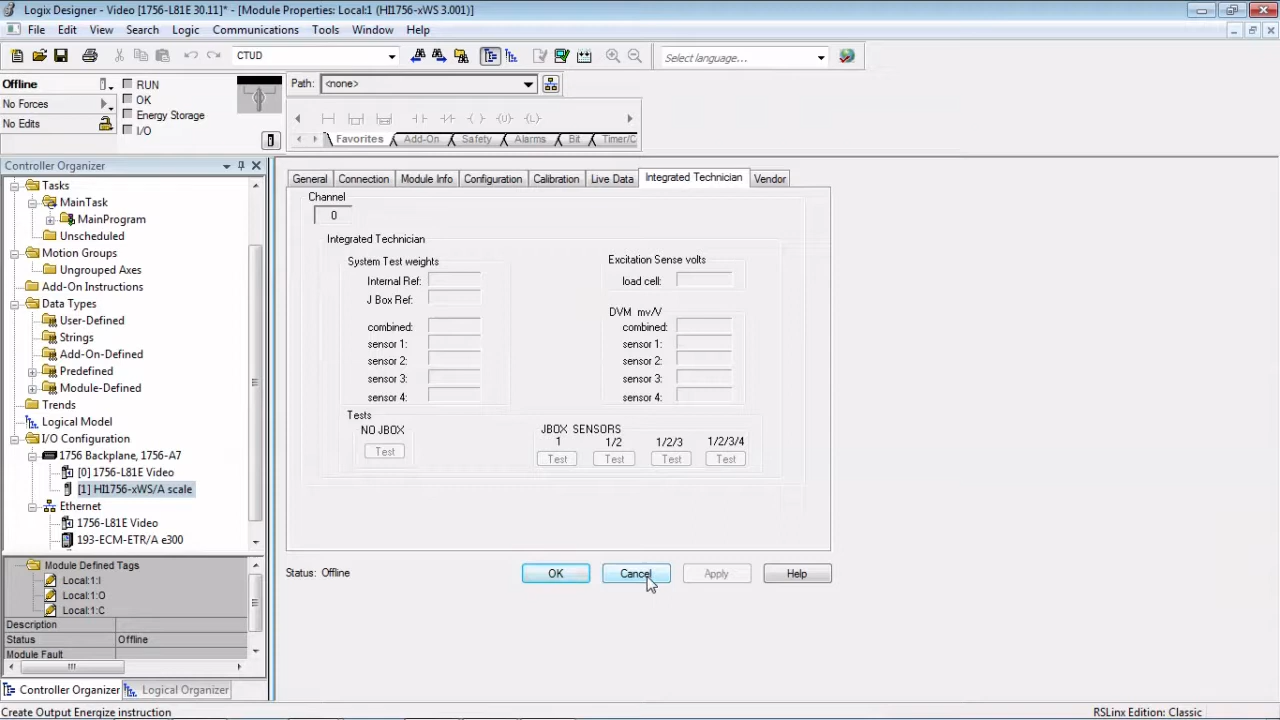 Logix Designer - Video [1756-L81E 30.11]* - [Module Properties: Local:1 (HI1756-xWS 3.001)]
File Edit View Search Logic Communications Tools Window Help
CTUD
Select language...
Offline
RUN
No Forces
OK
Energy Storage
No Edits
I/O
Path: <none>
Favorites Add-On Safety Alarms Bit Timer/C
Controller Organizer
Tasks
MainTask
MainProgram
Unscheduled
Motion Groups
Ungrouped Axes
Add-On Instructions
Data Types
User-Defined
Strings
Add-On-Defined
Predefined
Module-Defined
Trends
Logical Model
I/O Configuration
1756 Backplane, 1756-A7
[0] 1756-L81E Video
[1] HI1756-xWS/A scale
Ethernet
1756-L81E Video
193-ECM-ETR/A e300
Module Defined Tags
Local:1:I
Local:1:O
Local:1:C
Description
Status Offline
Module Fault
Controller Organizer Logical Organizer
General Connection Module Info Configuration Calibration Live Data Integrated Technician Vendor
Channel
0
Integrated Technician
System Test weights
Internal Ref:
J Box Ref:
combined:
sensor 1:
sensor 2:
sensor 3:
sensor 4:
Excitation Sense volts
load cell:
DVM mv/V
combined:
sensor 1:
sensor 2:
sensor 3:
sensor 4:
Tests
NO JBOX
Test
JBOX SENSORS
1 1/2 1/2/3 1/2/3/4
Test Test Test Test
Status: Offline
OK Cancel Apply Help
Create Output Energize instruction
RSLinx Edition: Classic